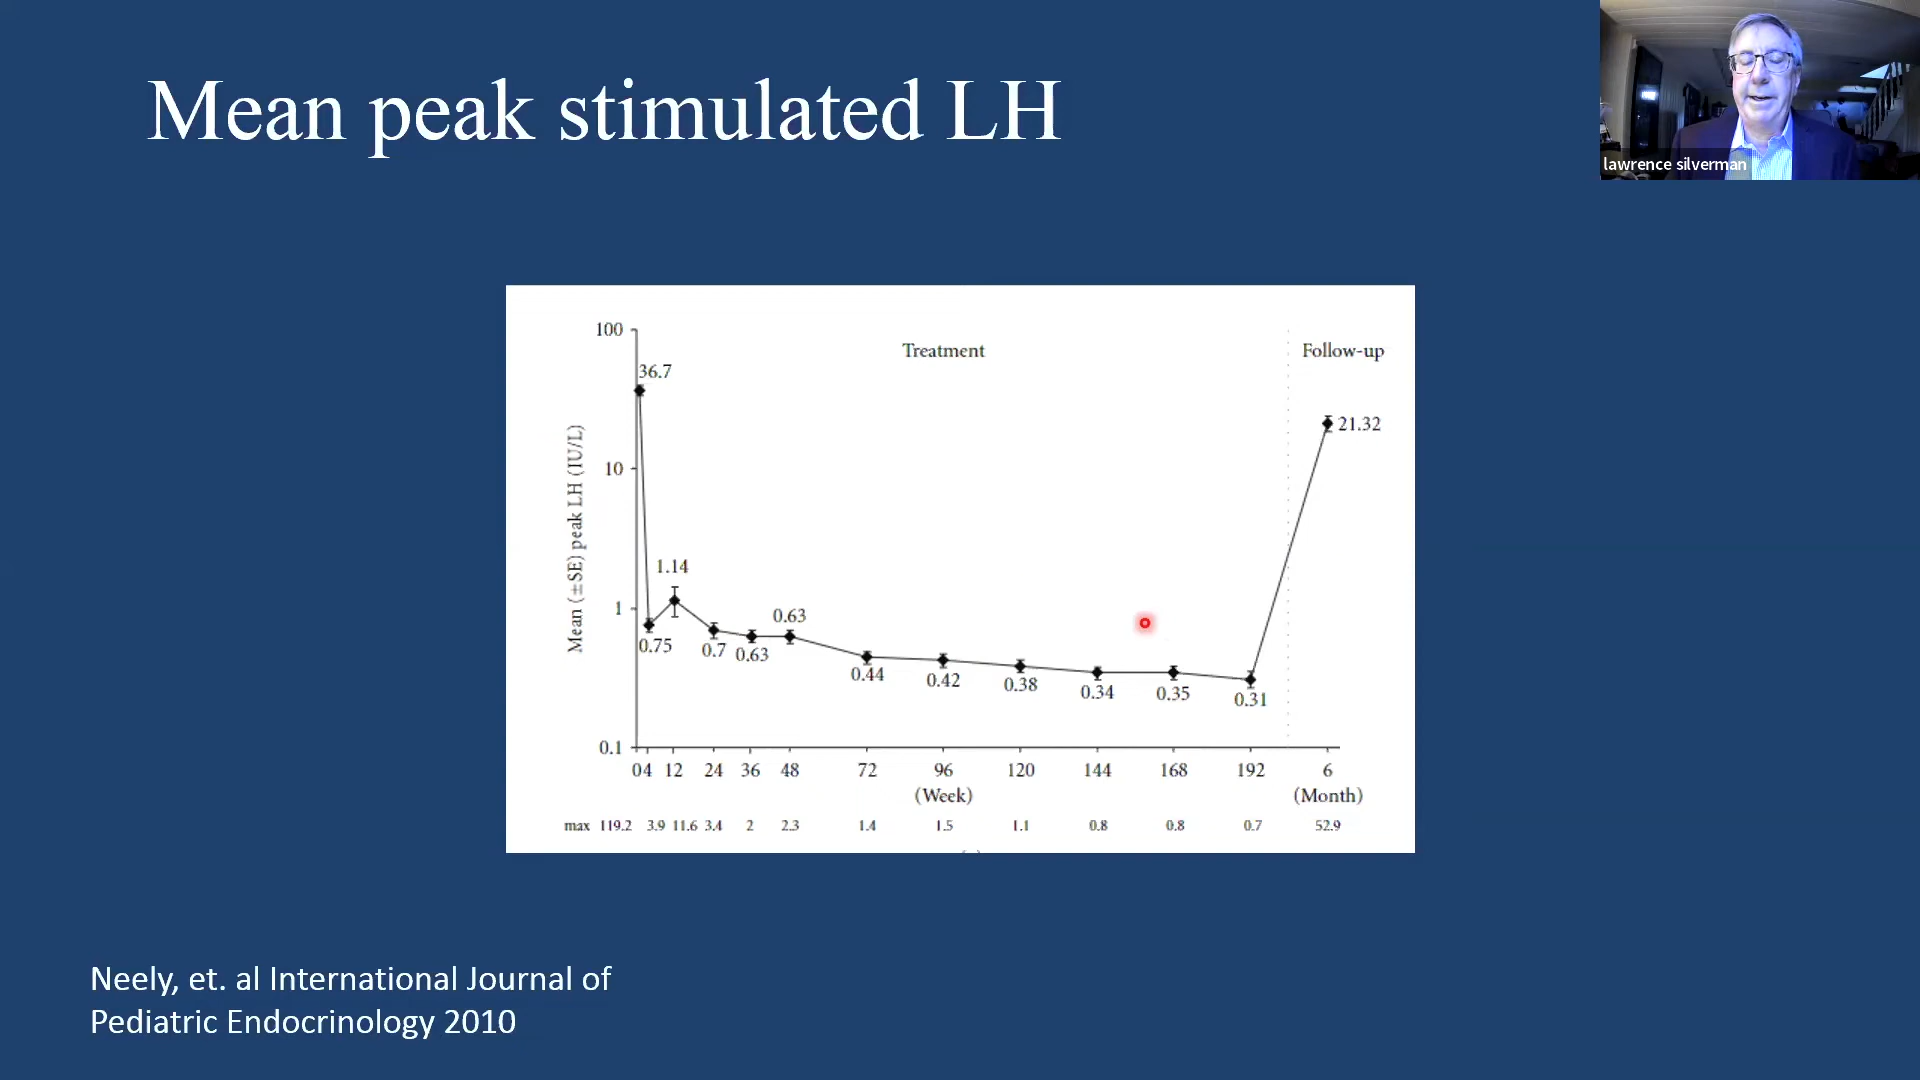 Mean peak stimulated LH
lawrence silverman
100
10
1
0.1
Mean (±SE) peak LH (IU/L)
Treatment
Follow-up
36.7
0.75
1.14
0.7
0.63
0.63
0.44
0.42
0.38
0.34
0.35
0.31
21.32
0 4 12 24 36 48 72 96 120 144 168 192 6
(Week) (Month)
max 119.2 3.9 11.6 3.4 2 2.3 1.4 1.5 1.1 0.8 0.8 0.7 52.9
Neely, et. al International Journal of
Pediatric Endocrinology 2010